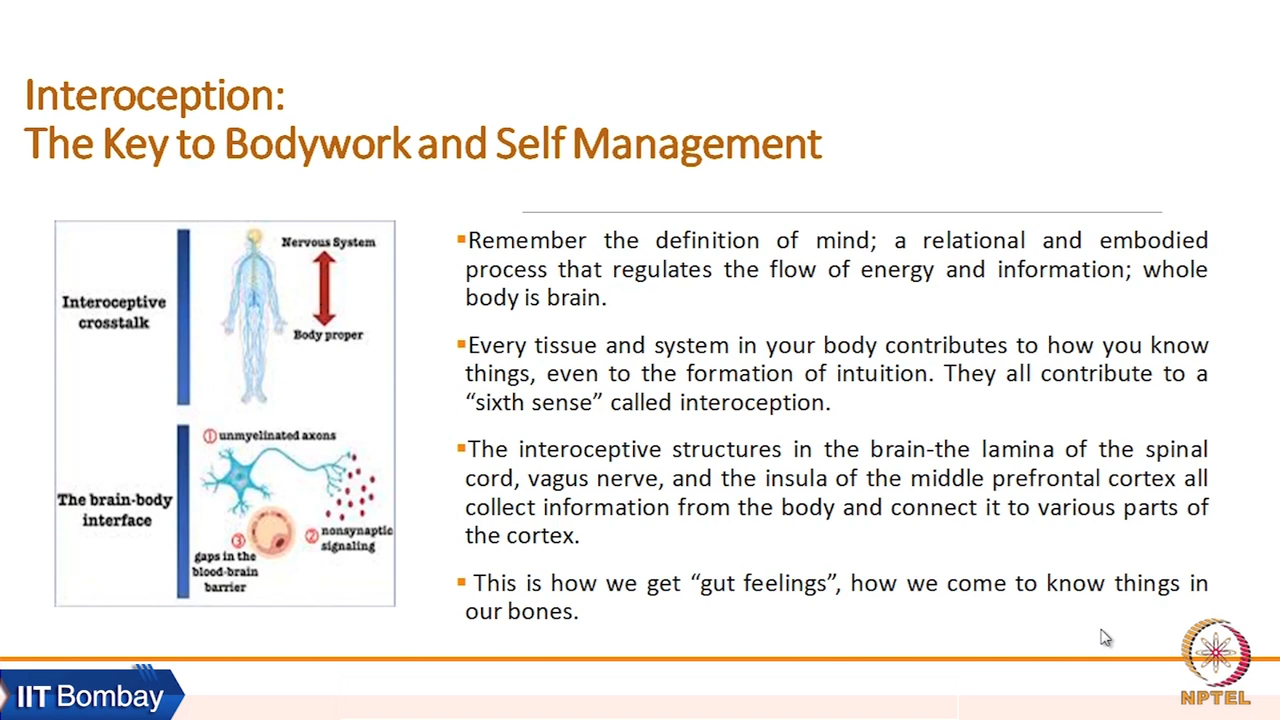 Interoception:
The Key to Bodywork and Self Management
Interoceptive
crosstalk
Nervous System
Body proper
The brain-body
interface
① unmyelinated axons
② nonsynaptic
signaling
③
gaps in the
blood-brain
barrier
▪Remember the definition of mind; a relational and embodied
process that regulates the flow of energy and information; whole
body is brain.
▪Every tissue and system in your body contributes to how you know
things, even to the formation of intuition. They all contribute to a
“sixth sense” called interoception.
▪The interoceptive structures in the brain-the lamina of the spinal
cord, vagus nerve, and the insula of the middle prefrontal cortex all
collect information from the body and connect it to various parts of
the cortex.
▪ This is how we get “gut feelings”, how we come to know things in
our bones.
IIT Bombay
NPTEL